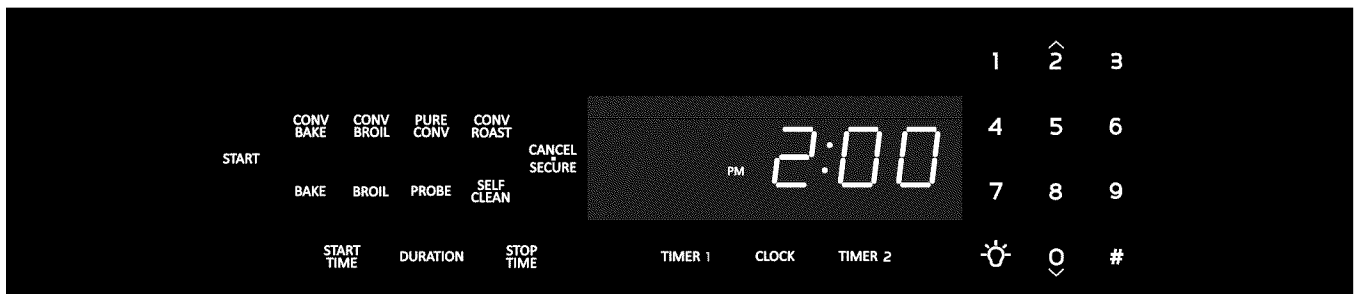 1 2 3
CONV BAKE CONV BROIL PURE CONV CONV ROAST
START
CANCEL
SECURE
PM 2:00
4 5 6
BAKE BROIL PROBE SELF CLEAN
7 8 9
START TIME DURATION STOP TIME
TIMER 1 CLOCK TIMER 2
0 #